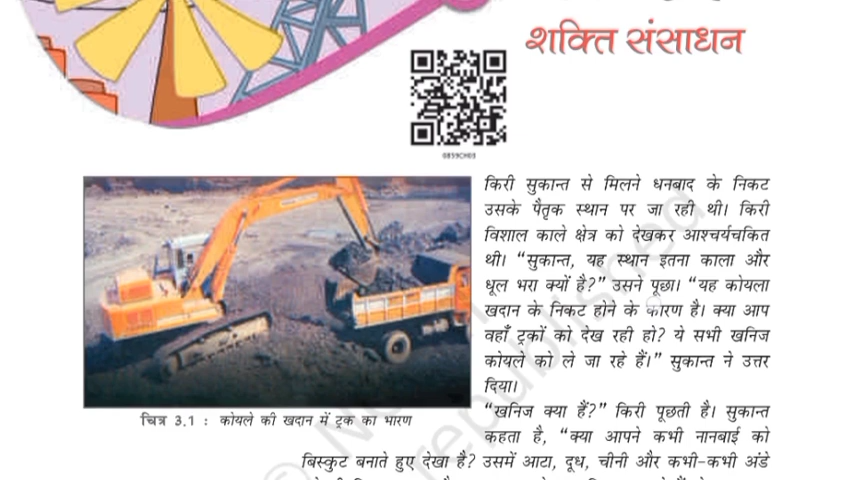 शक्ति संसाधन
0859CH03
किरी सुकान्त से मिलने धनबाद के निकट
उसके पैतृक स्थान पर जा रही थी। किरी
विशाल काले क्षेत्र को देखकर आश्चर्यचकित
थी। “सुकान्त, यह स्थान इतना काला और
धूल भरा क्यों है?” उसने पूछा। “यह कोयला
खदान के निकट होने के कारण है। क्या आप
वहाँ ट्रकों को देख रही हो? ये सभी खनिज
कोयले को ले जा रहे हैं।” सुकान्त ने उत्तर
दिया।
चित्र 3.1 : कोयले की खदान में ट्रक का भारण
“खनिज क्या हैं?” किरी पूछती है। सुकान्त
कहता है, “क्या आपने कभी नानबाई को
बिस्कुट बनाते हुए देखा है? उसमें आटा, दूध, चीनी और कभी-कभी अंडे
republished